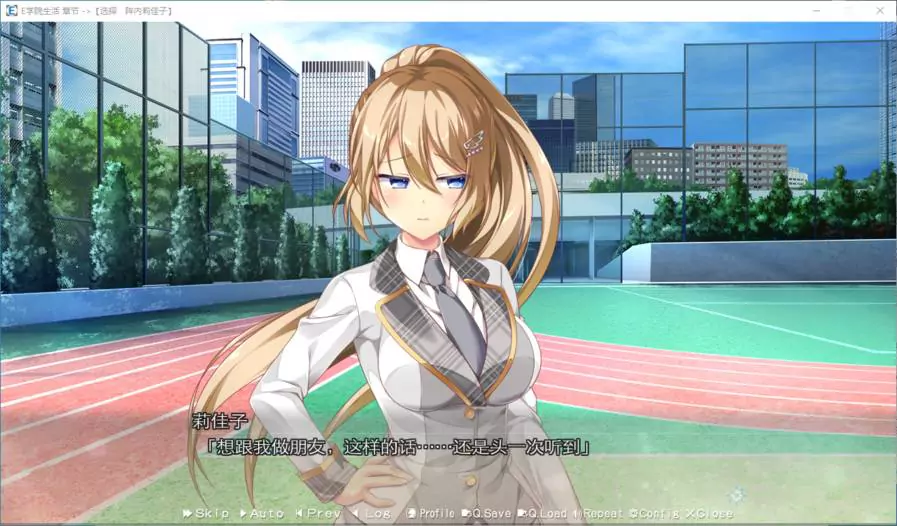 E学院生活 章节 ->【选择　阵内莉佳子】
莉佳子
「想跟我做朋友，这样的话……还是头一次听到」
Skip Auto Prev Log Profile Q.Save Q.Load Repeat Config Close